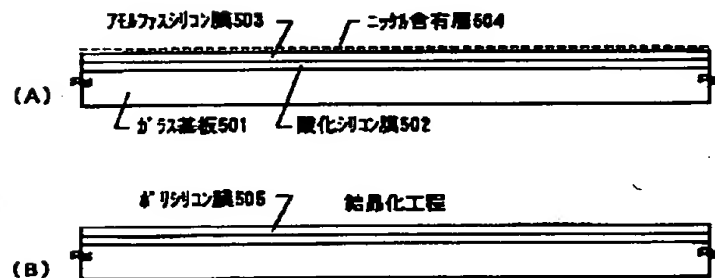 アモルファスシリコン膜503 ニッケル含有層504
(A)
ガラス基板501 酸化シリコン膜502
ポリシリコン膜505 結晶化工程
(B)